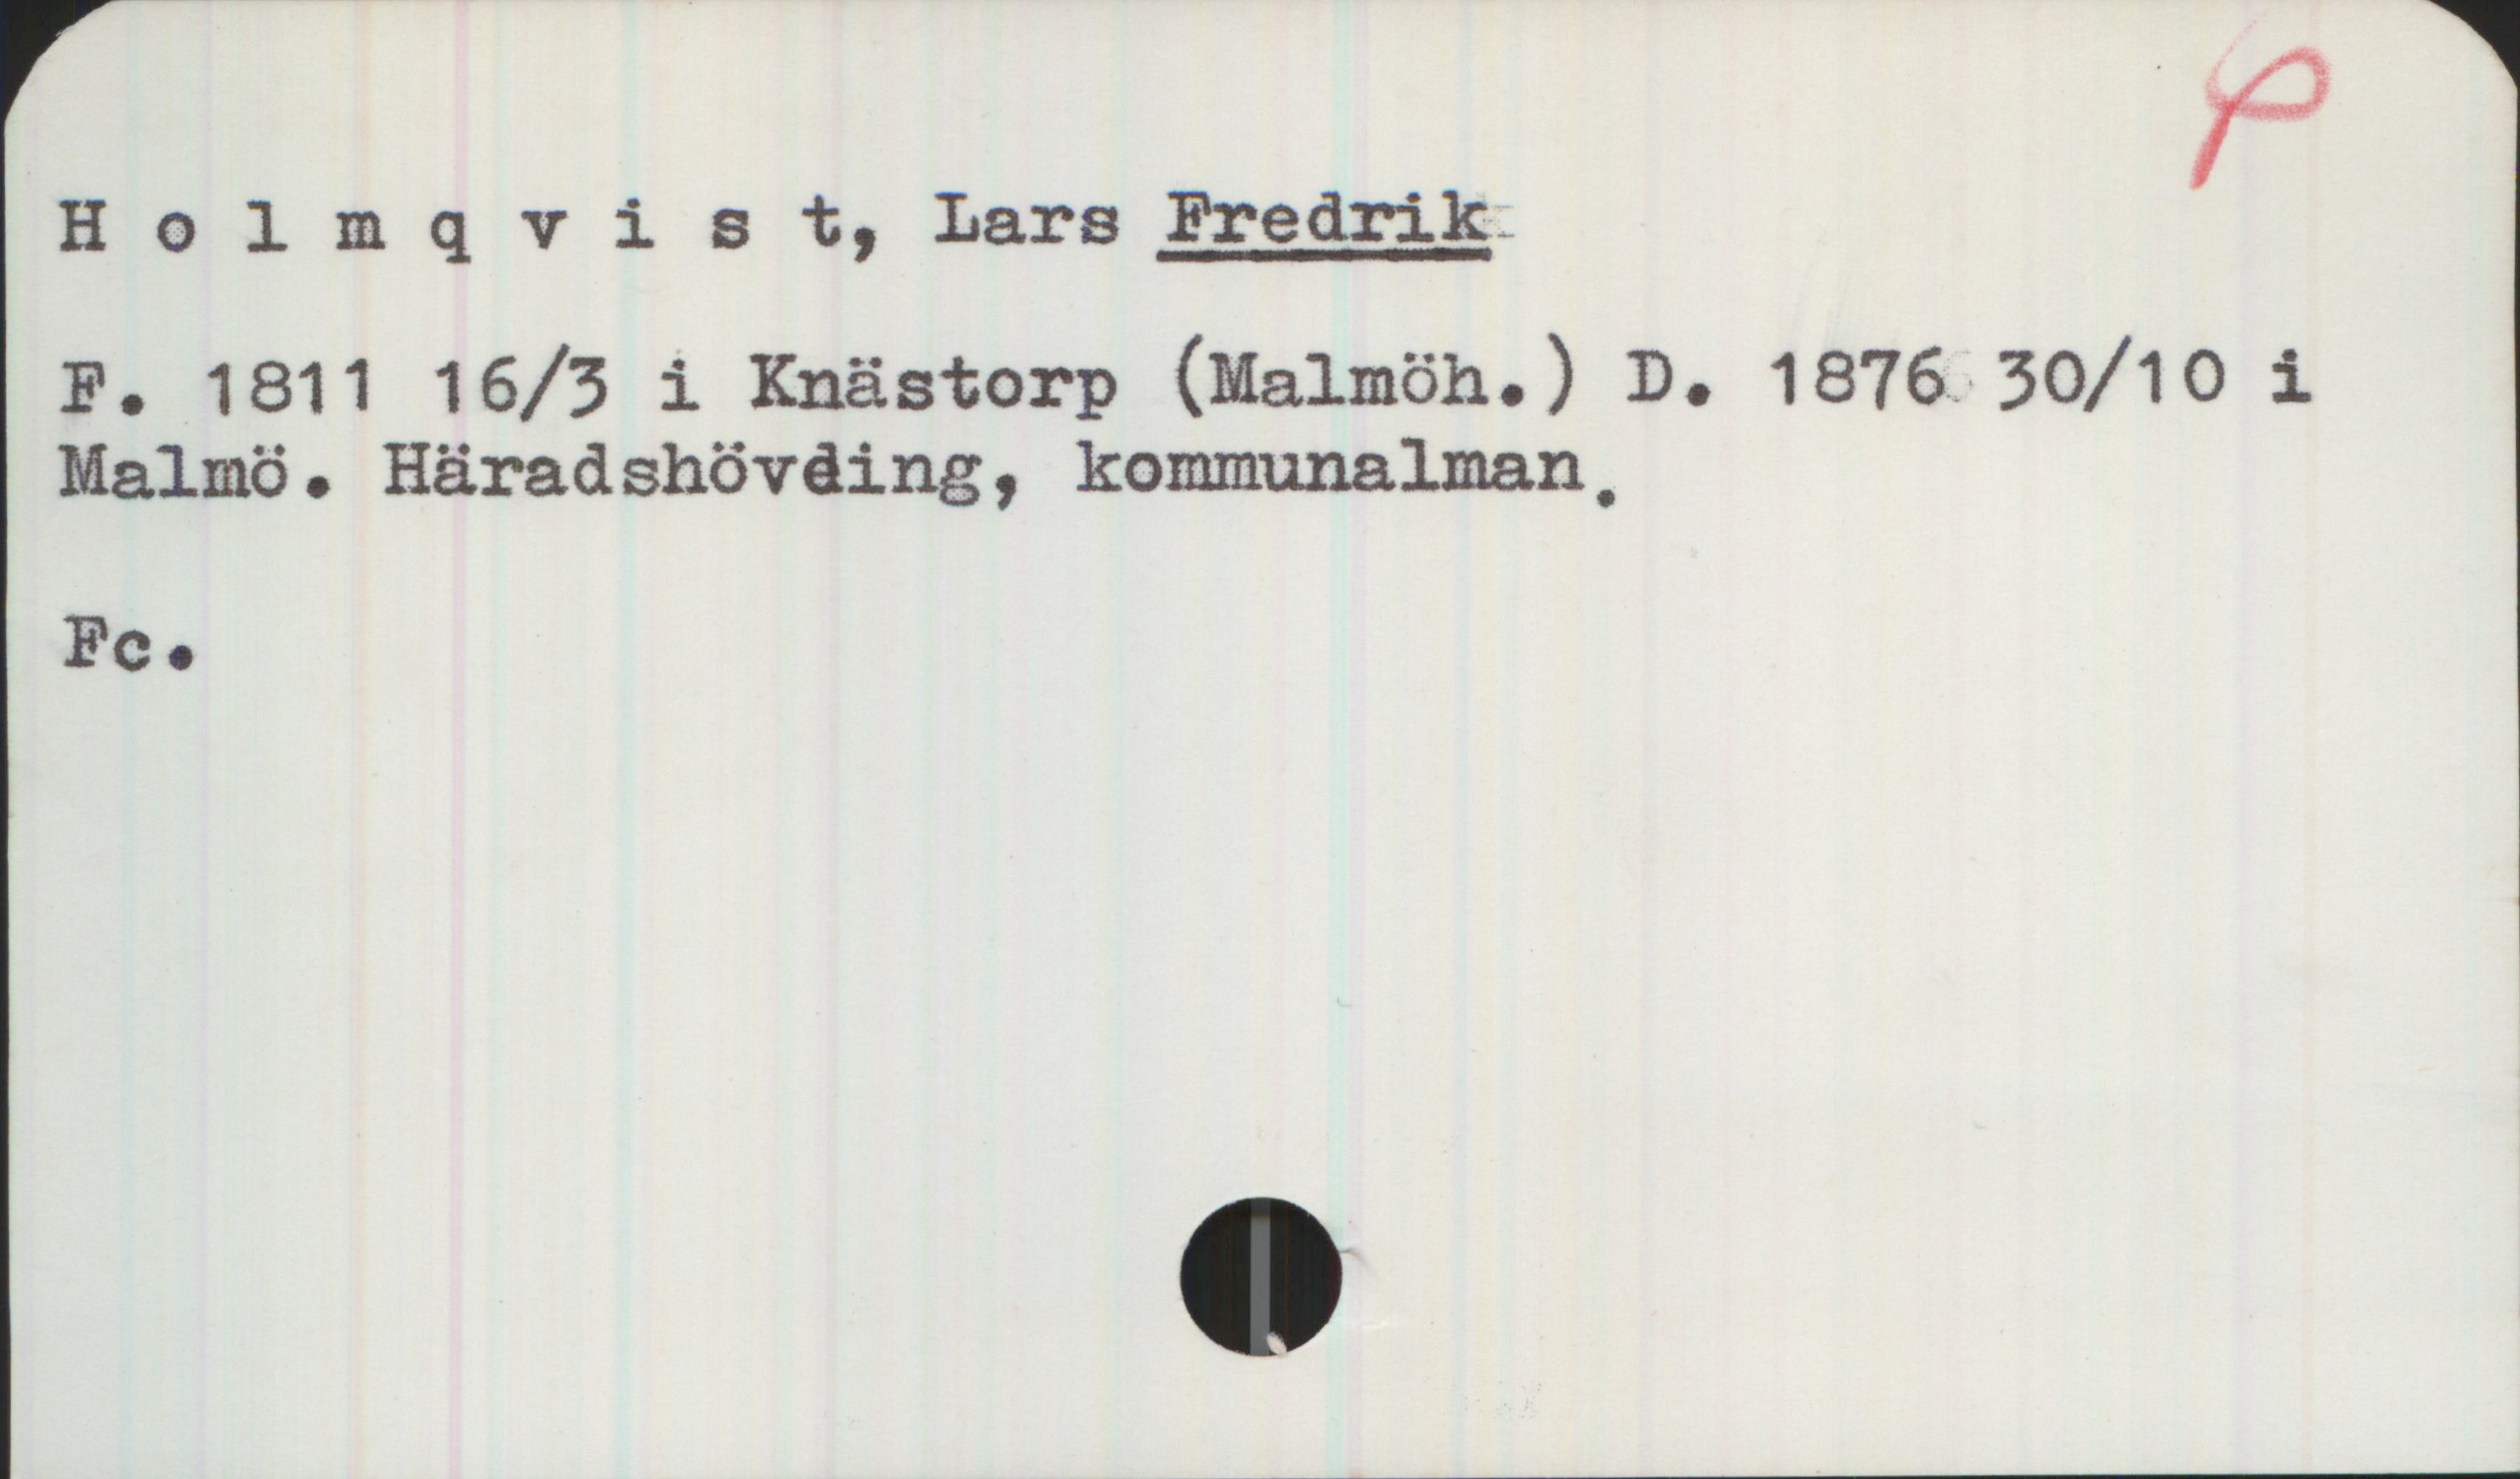 H o l m q v i s t, Lars Fredrik
F. 1811 16/3 i Knästorp (Malmöh.) D. 1876 30/10 i
Malmö. Häradshövding, kommunalman.
Fc.